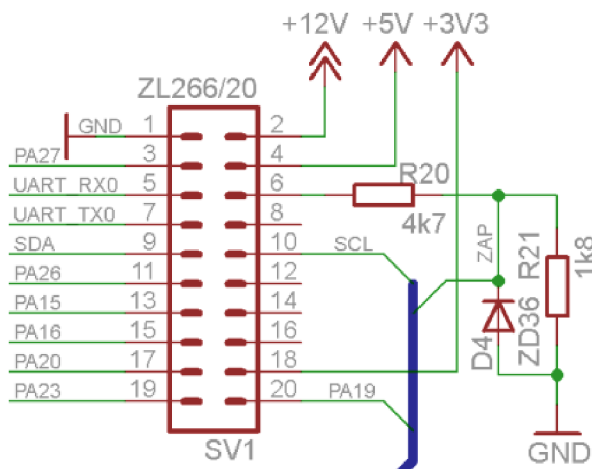 +12V +5V +3V3
ZL266/20
GND 1 2
PA27 3 4
UART_RX0 5 6 R20
4k7
UART_TX0 7 8
SDA 9 10 SCL
ZAP
R21
1k8
PA26 11 12
PA15 13 14
D4
ZD36
PA16 15 16
PA20 17 18
PA23 19 20 PA19
SV1
GND